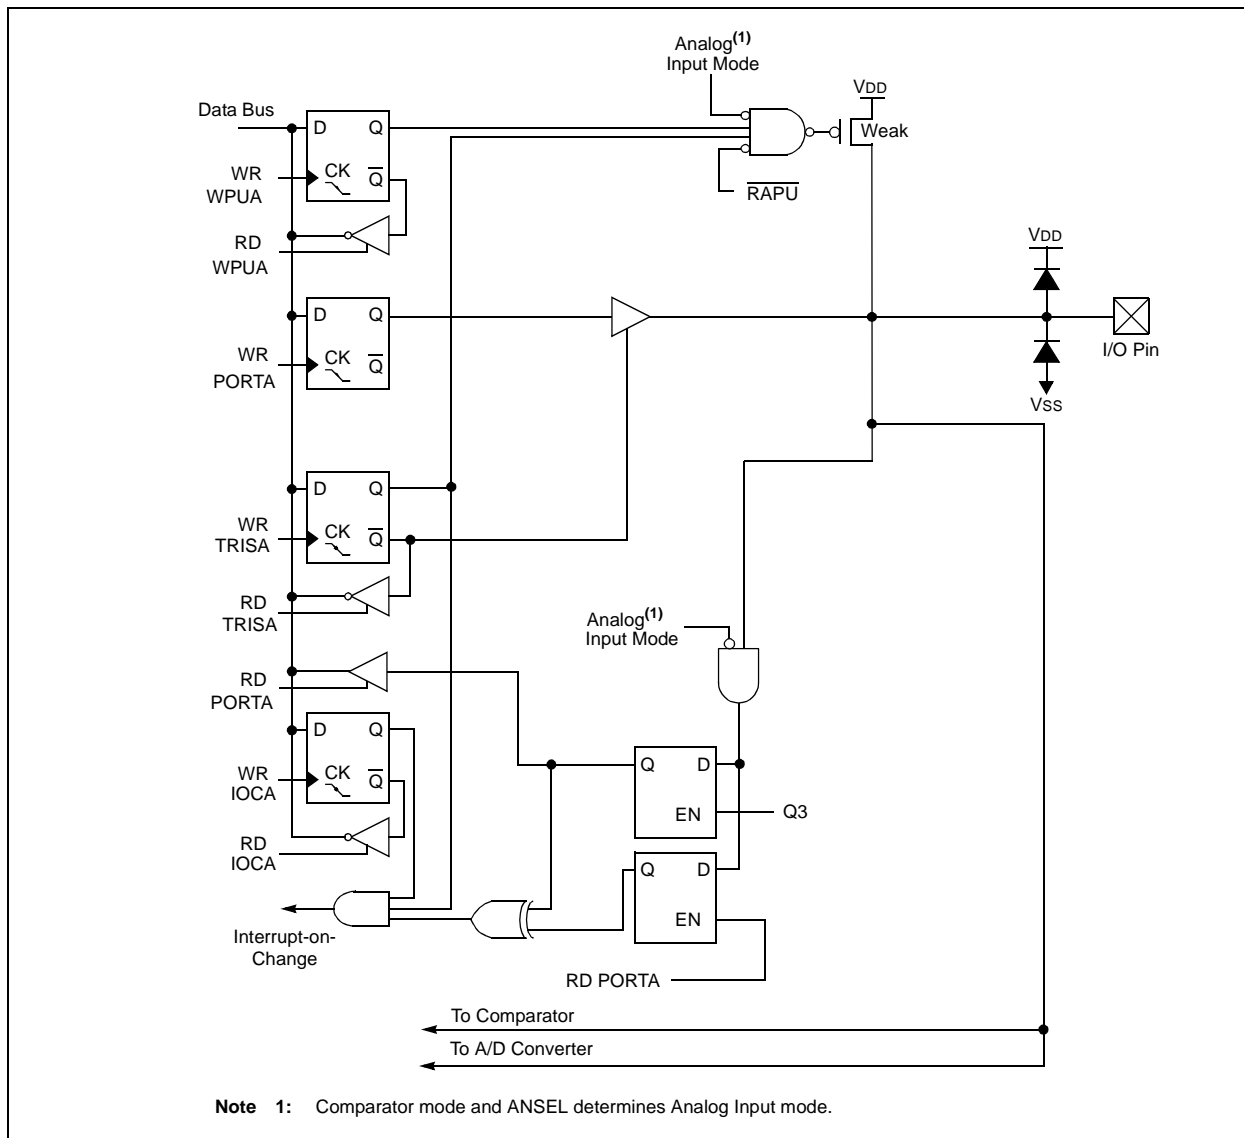 Analog(1)
Input Mode
VDD
Data Bus
D Q
Weak
WR
WPUA
CK Q̅
R̅A̅P̅U̅
RD
WPUA
VDD
D Q
WR
PORTA
CK Q̅
I/O Pin
VSS
D Q
WR
TRISA
CK Q̅
RD
TRISA
Analog(1)
Input Mode
RD
PORTA
D Q
WR
IOCA
CK Q̅
Q D
EN
Q3
RD
IOCA
Q D
EN
Interrupt-on-
Change
RD PORTA
To Comparator
To A/D Converter
Note 1: Comparator mode and ANSEL determines Analog Input mode.